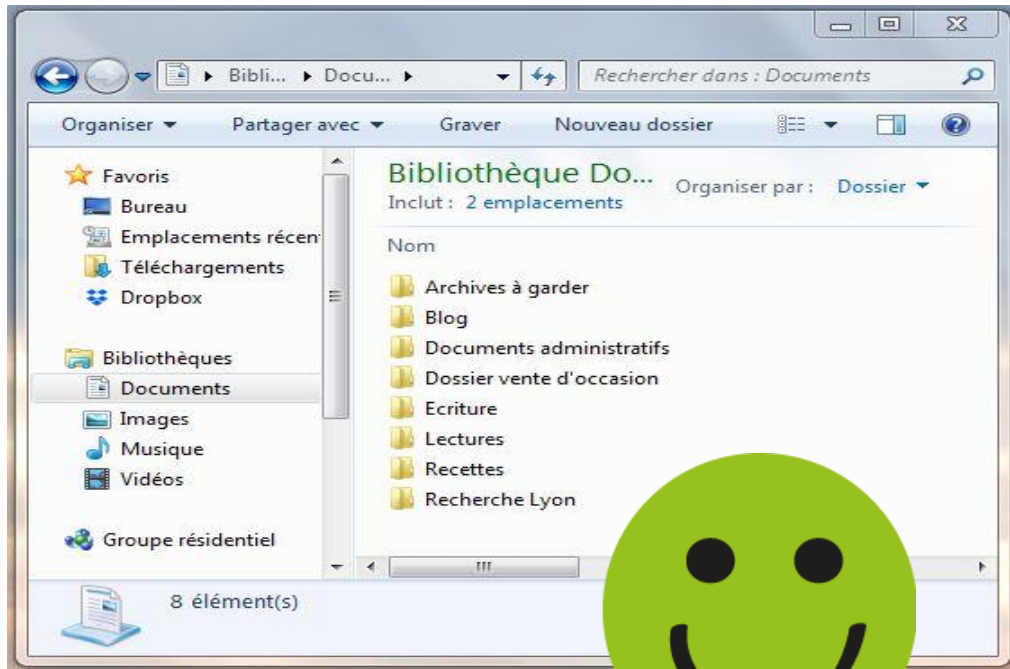 Bibli... Docu...
Rechercher dans : Documents
Organiser Partager avec Graver Nouveau dossier
Favoris
Bureau
Emplacements récen
Téléchargements
Dropbox
Bibliothèques
Documents
Images
Musique
Vidéos
Groupe résidentiel
Bibliothèque Do...
Inclut : 2 emplacements
Organiser par : Dossier
Nom
Archives à garder
Blog
Documents administratifs
Dossier vente d'occasion
Ecriture
Lectures
Recettes
Recherche Lyon
8 élément(s)